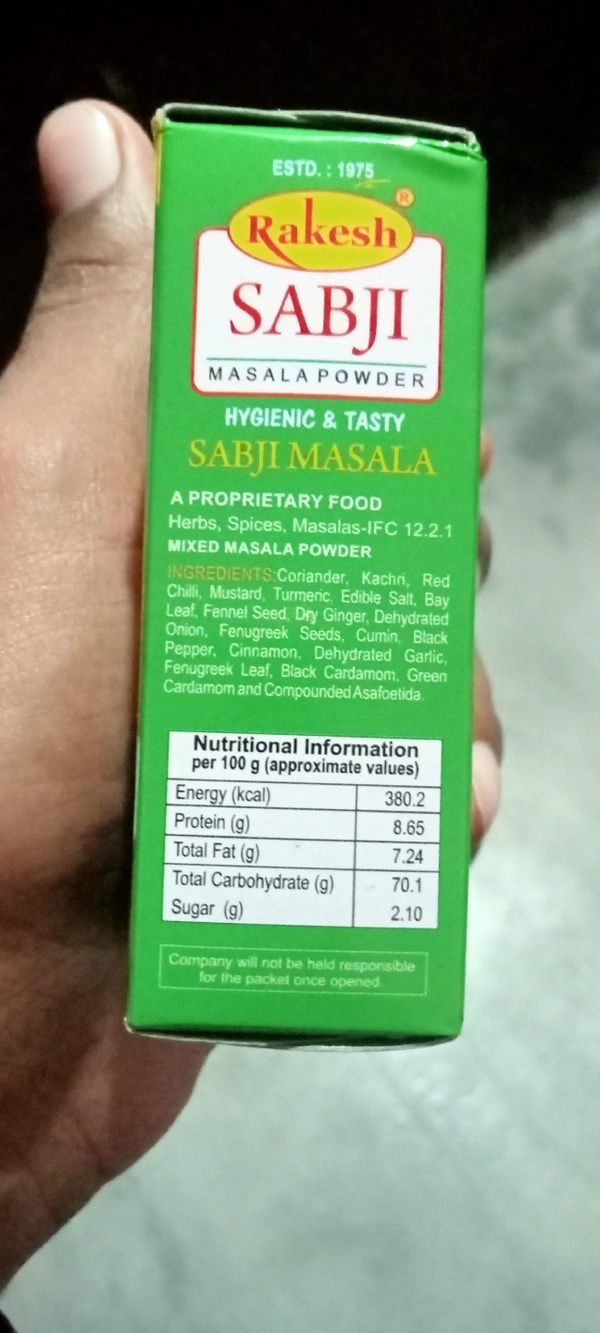 ESTD. : 1975
Rakesh ®
SABJI
MASALA POWDER
HYGIENIC & TASTY
SABJI MASALA
A PROPRIETARY FOOD
Herbs, Spices, Masalas-IFC 12.2.1
MIXED MASALA POWDER
INGREDIENTS:Coriander, Kachri, Red
Chilli, Mustard, Turmeric, Edible Salt, Bay
Leaf, Fennel Seed, Dry Ginger, Dehydrated
Onion, Fenugreek Seeds, Cumin, Black
Pepper, Cinnamon, Dehydrated Garlic,
Fenugreek Leaf, Black Cardamom, Green
Cardamom and Compounded Asafoetida.
Nutritional Information
per 100 g (approximate values)
Energy (kcal) 380.2
Protein (g) 8.65
Total Fat (g) 7.24
Total Carbohydrate (g) 70.1
Sugar (g) 2.10
Company will not be held responsible
for the packet once opened.